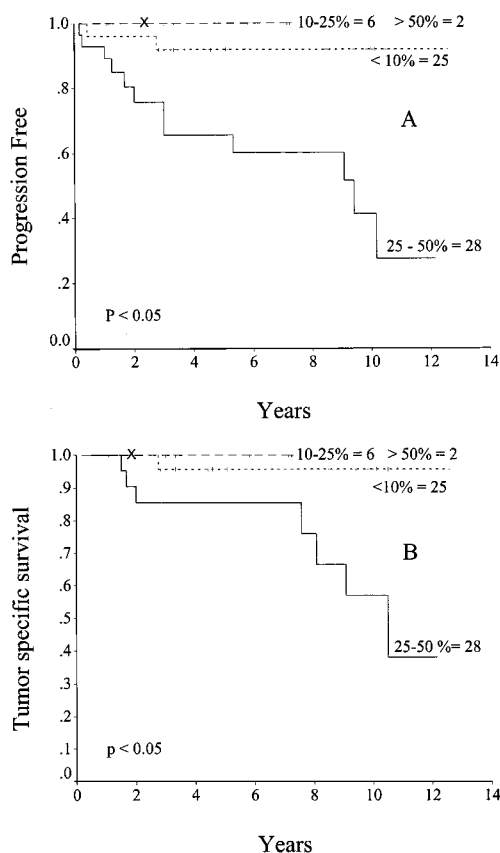 1.0
X
10-25% = 6 > 50% = 2
< 10% = 25
.8
A
.6
Progression Free
.4
25 - 50% = 28
.2
P < 0.05
0.0
0 2 4 6 8 10 12 14
Years
1.0
X
10-25% = 6 > 50% = 2
<10% = 25
.9
.8
B
.7
.6
Tumor specific survival
.5
25-50 %= 28
.4
.3
.2
p < 0.05
.1
.0
0 2 4 6 8 10 12 14
Years